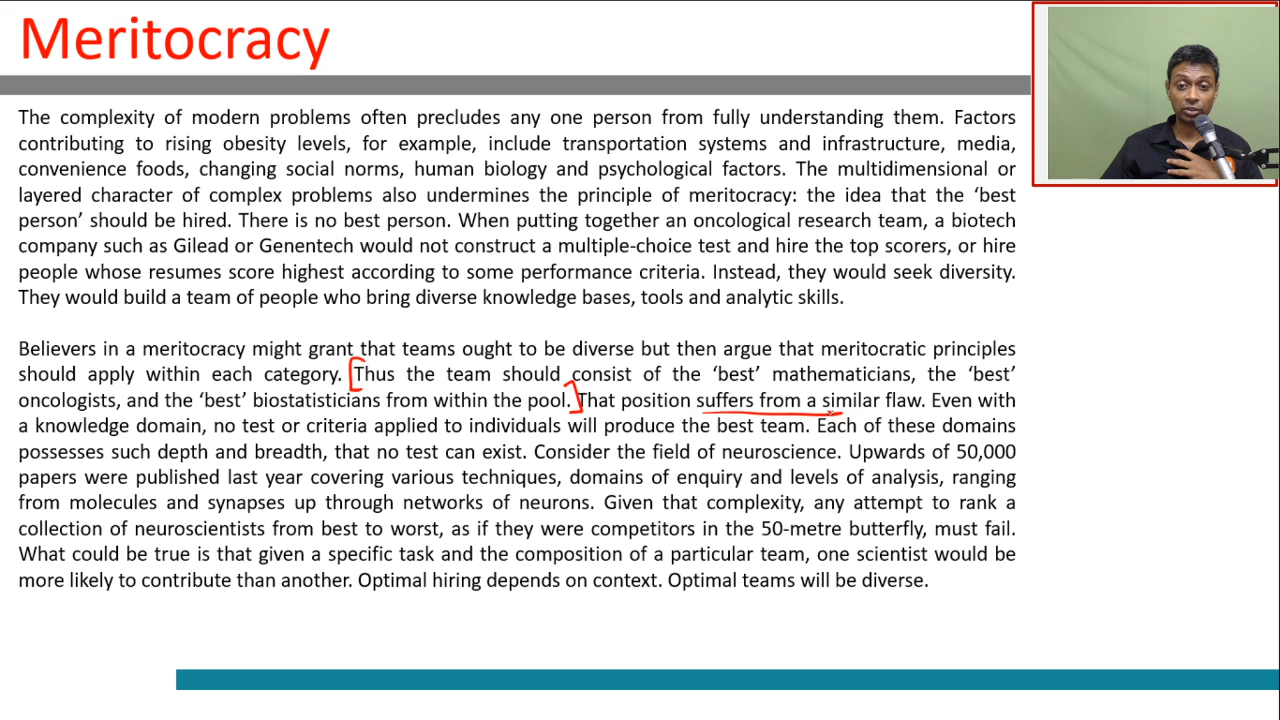 Meritocracy
The complexity of modern problems often precludes any one person from fully understanding them. Factors
contributing to rising obesity levels, for example, include transportation systems and infrastructure, media,
convenience foods, changing social norms, human biology and psychological factors. The multidimensional or
layered character of complex problems also undermines the principle of meritocracy: the idea that the ‘best
person’ should be hired. There is no best person. When putting together an oncological research team, a biotech
company such as Gilead or Genentech would not construct a multiple-choice test and hire the top scorers, or hire
people whose resumes score highest according to some performance criteria. Instead, they would seek diversity.
They would build a team of people who bring diverse knowledge bases, tools and analytic skills.
Believers in a meritocracy might grant that teams ought to be diverse but then argue that meritocratic principles
should apply within each category. Thus the team should consist of the ‘best’ mathematicians, the ‘best’
oncologists, and the ‘best’ biostatisticians from within the pool. That position suffers from a similar flaw. Even with
a knowledge domain, no test or criteria applied to individuals will produce the best team. Each of these domains
possesses such depth and breadth, that no test can exist. Consider the field of neuroscience. Upwards of 50,000
papers were published last year covering various techniques, domains of enquiry and levels of analysis, ranging
from molecules and synapses up through networks of neurons. Given that complexity, any attempt to rank a
collection of neuroscientists from best to worst, as if they were competitors in the 50-metre butterfly, must fail.
What could be true is that given a specific task and the composition of a particular team, one scientist would be
more likely to contribute than another. Optimal hiring depends on context. Optimal teams will be diverse.